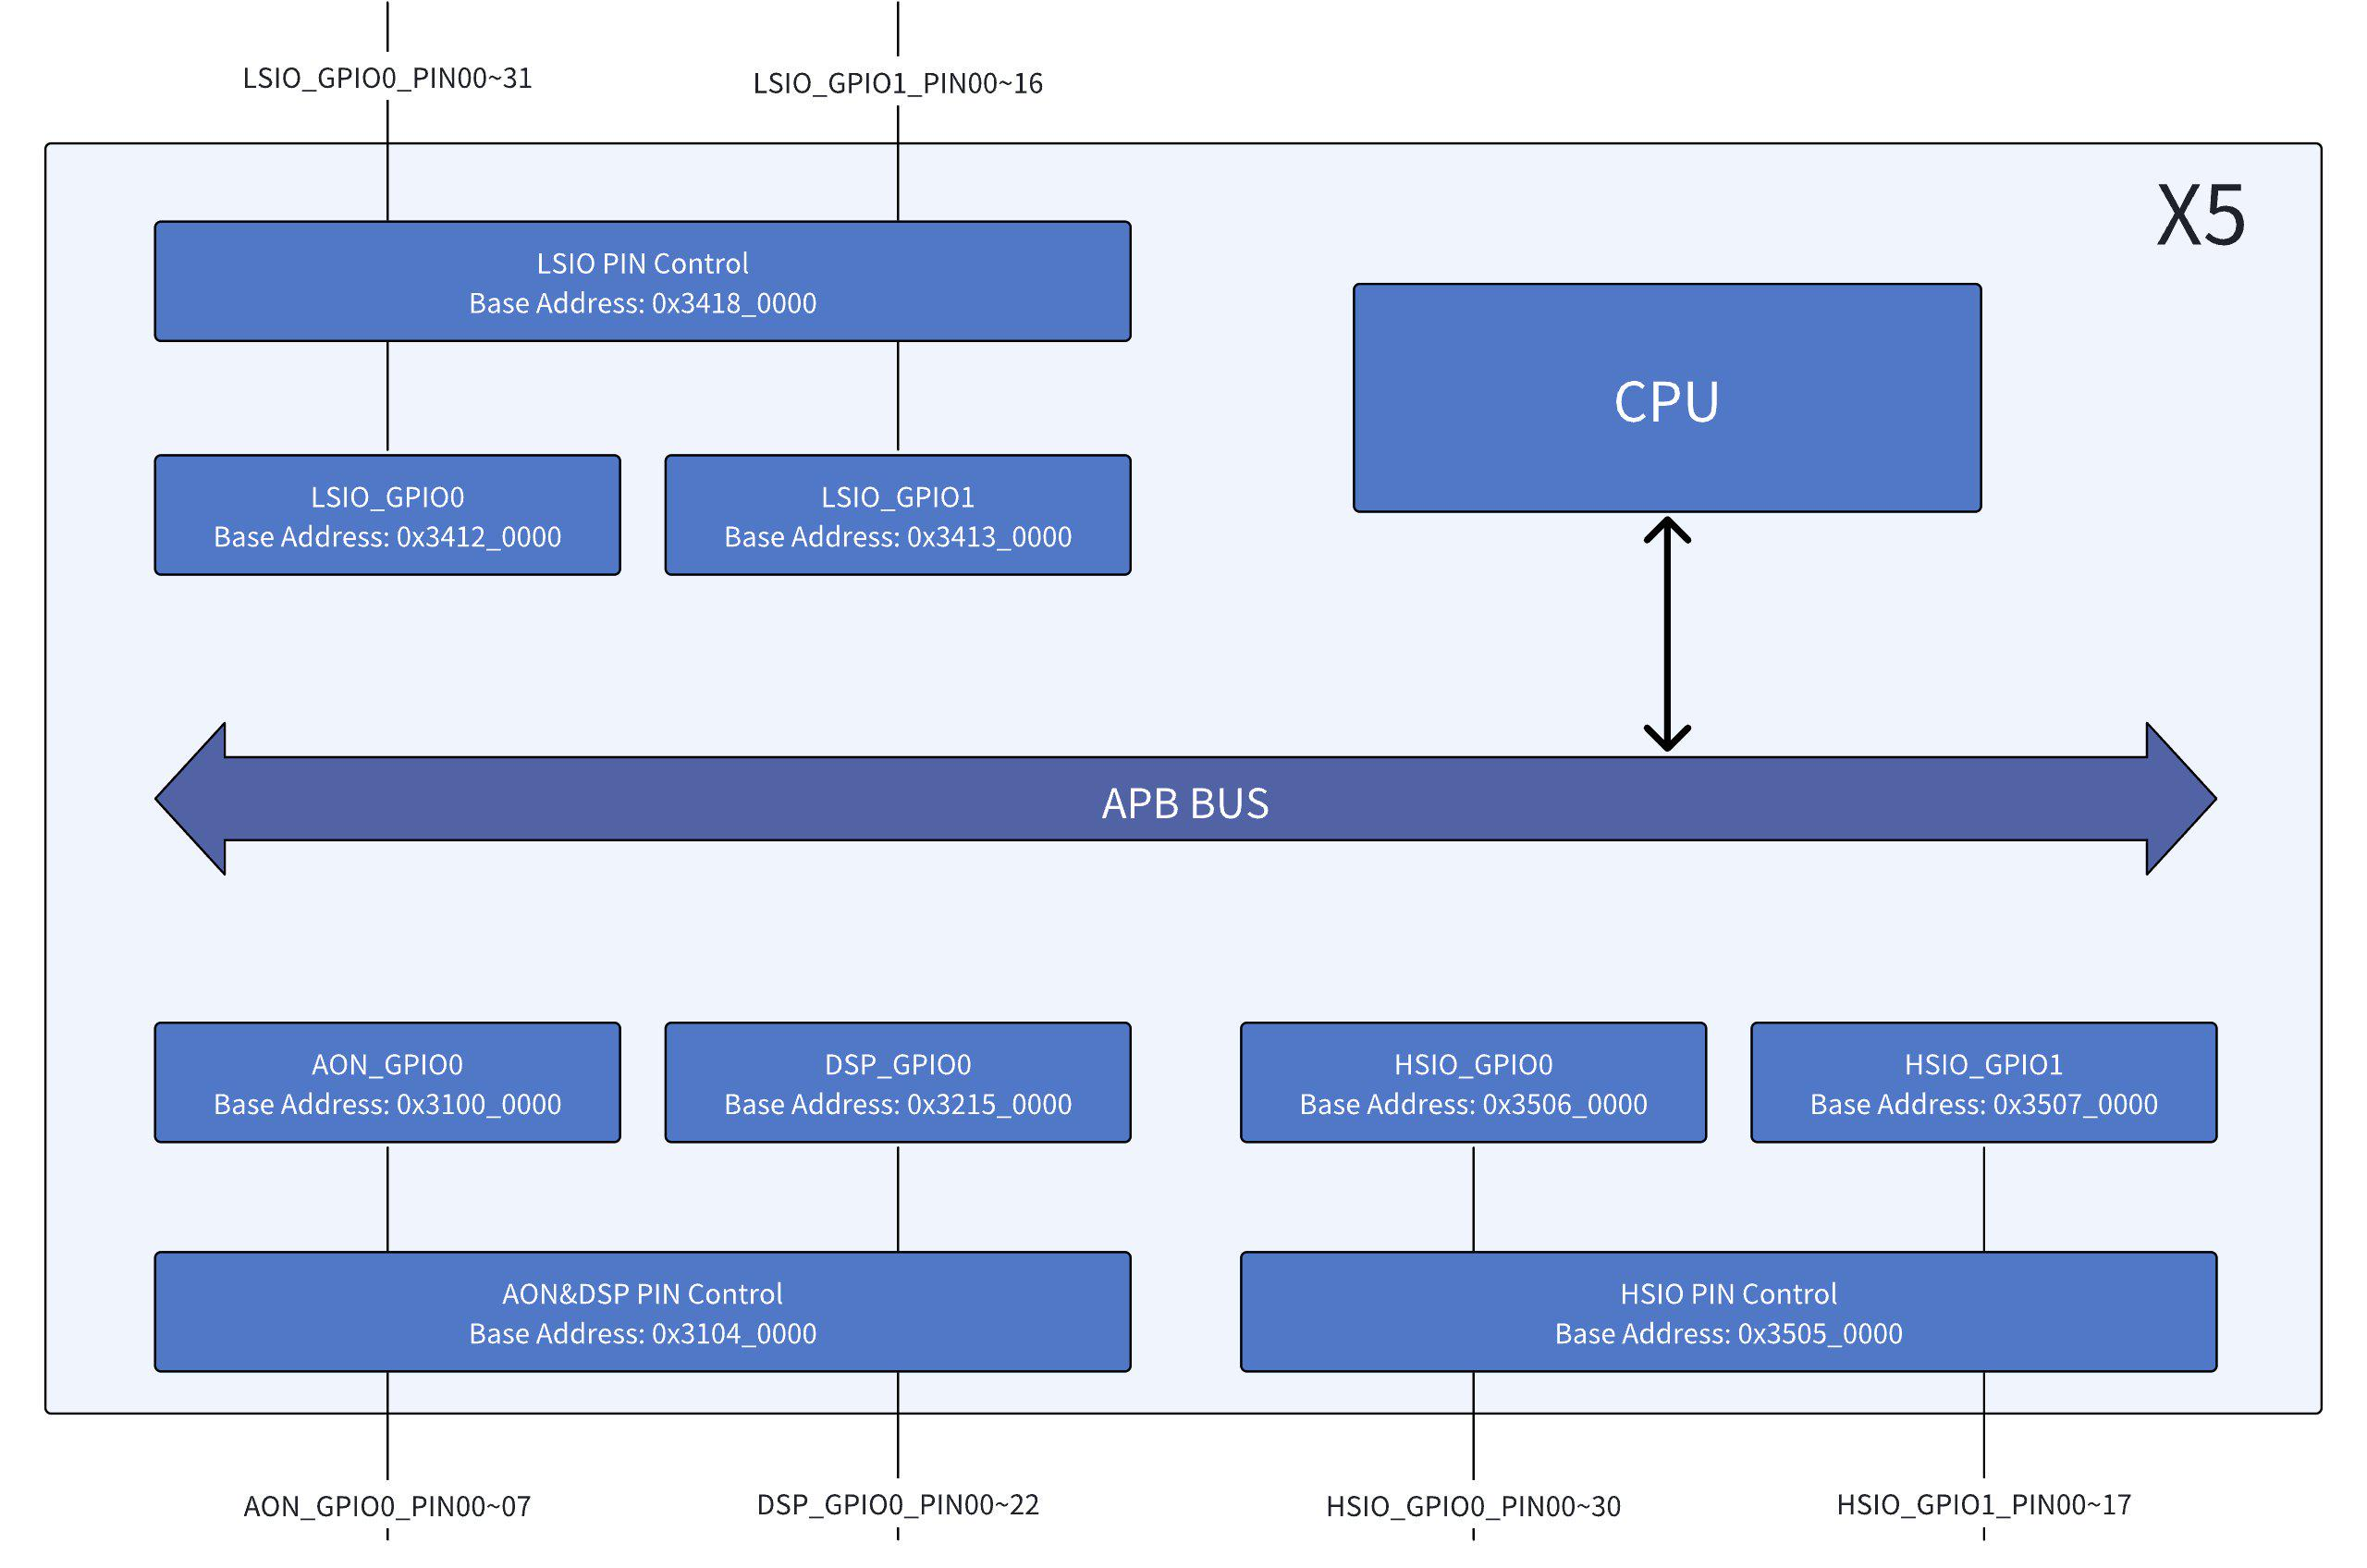 LSIO_GPIO0_PIN00~31
LSIO_GPIO1_PIN00~16
X5
LSIO PIN Control
Base Address: 0x3418_0000
CPU
LSIO_GPIO0
Base Address: 0x3412_0000
LSIO_GPIO1
Base Address: 0x3413_0000
APB BUS
AON_GPIO0
Base Address: 0x3100_0000
DSP_GPIO0
Base Address: 0x3215_0000
HSIO_GPIO0
Base Address: 0x3506_0000
HSIO_GPIO1
Base Address: 0x3507_0000
AON&DSP PIN Control
Base Address: 0x3104_0000
HSIO PIN Control
Base Address: 0x3505_0000
AON_GPIO0_PIN00~07
DSP_GPIO0_PIN00~22
HSIO_GPIO0_PIN00~30
HSIO_GPIO1_PIN00~17